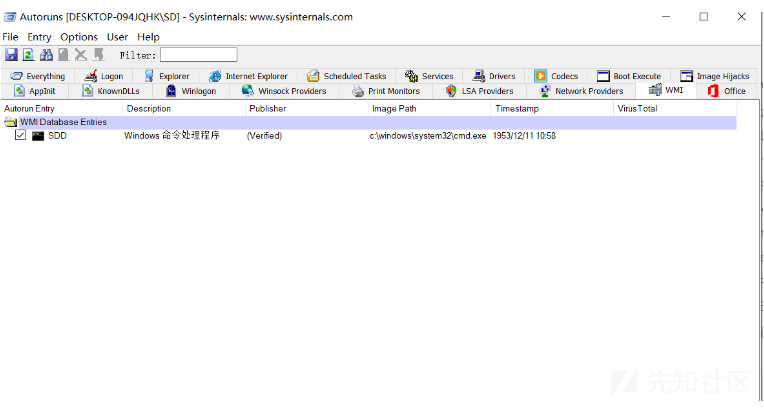 Autoruns [DESKTOP-094JQHK\SD] - Sysinternals: www.sysinternals.com
File Entry Options User Help
Filter:
Everything Logon Explorer Internet Explorer Scheduled Tasks Services Drivers Codecs Boot Execute Image Hijacks
AppInit KnownDLLs Winlogon Winsock Providers Print Monitors LSA Providers Network Providers WMI Office
Autorun Entry Description Publisher Image Path Timestamp VirusTotal
WMI Database Entries
SDD Windows 命令处理程序 (Verified) c:\windows\system32\cmd.exe 1953/12/11 10:58
先知社区